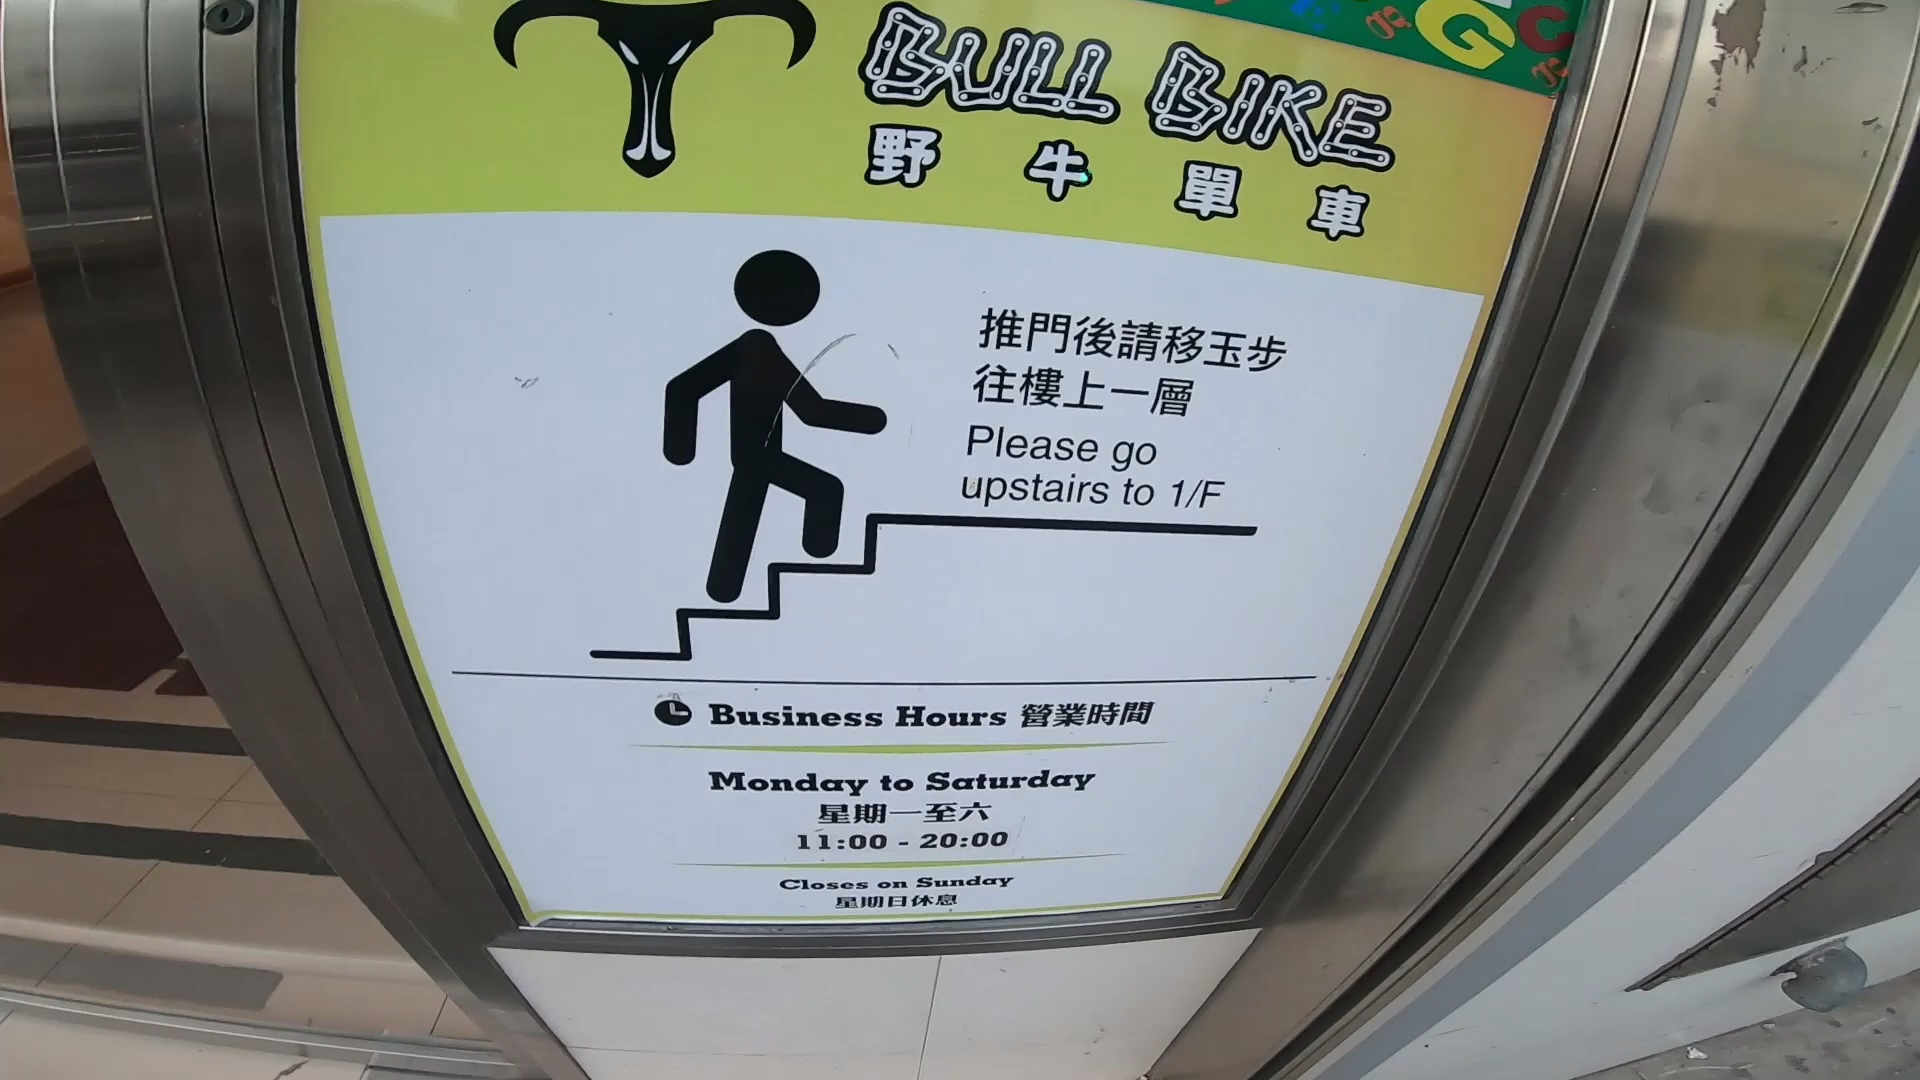 BULL BIKE
野牛單車
推門後請移玉步
往樓上一層
Please go
upstairs to 1/F
Business Hours 營業時間
Monday to Saturday
星期一至六
11:00 - 20:00
Closes on Sunday
星期日休息